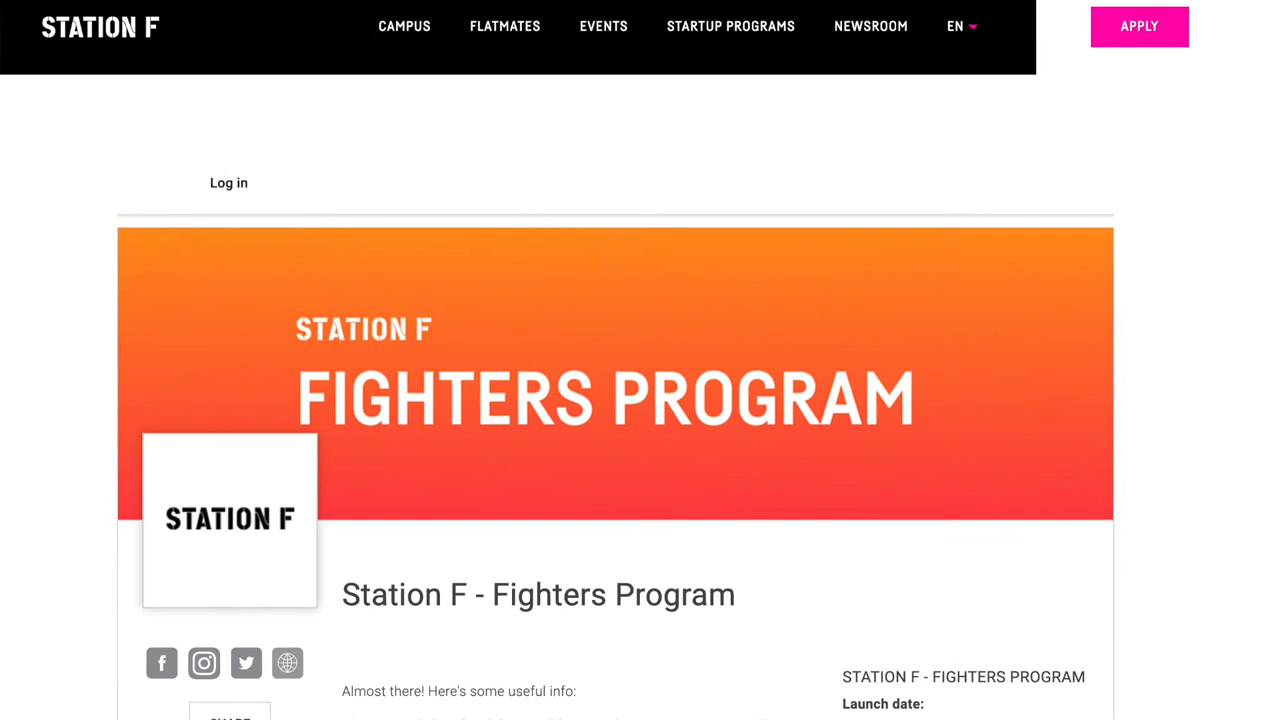 STATION F
CAMPUS FLATMATES EVENTS STARTUP PROGRAMS NEWSROOM EN APPLY
Log in
STATION F
FIGHTERS PROGRAM
STATION F
Station F - Fighters Program
STATION F - FIGHTERS PROGRAM
Almost there! Here's some useful info:
Launch date:
SHARE